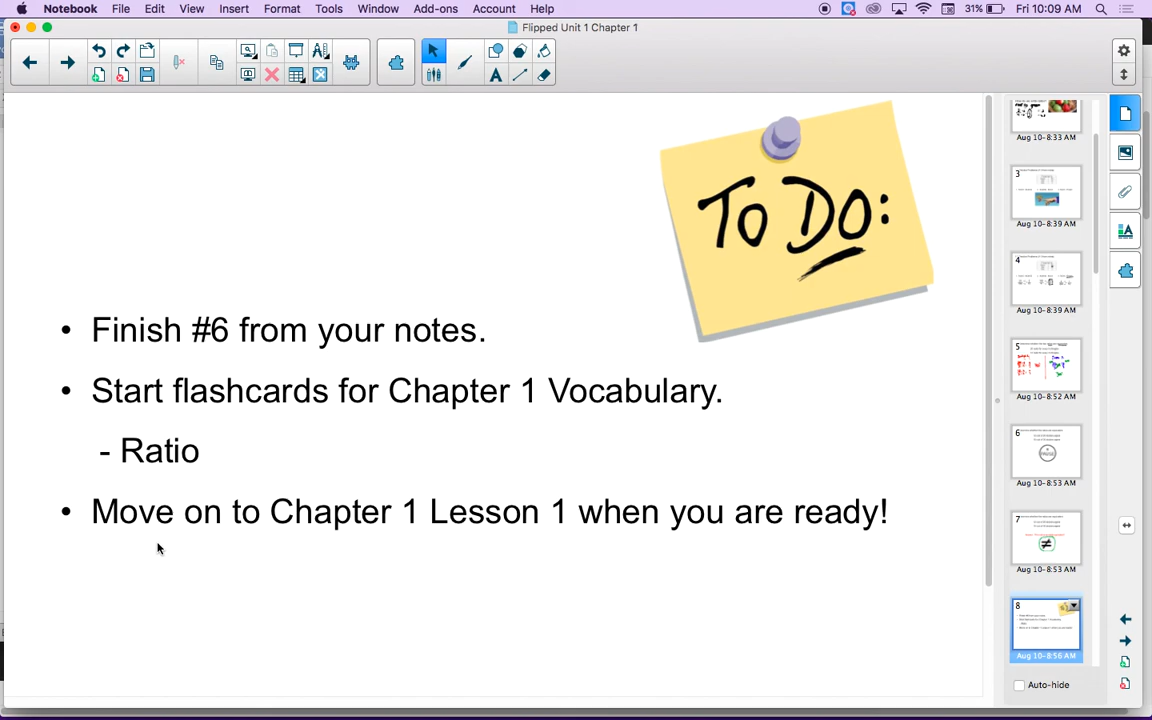 Notebook File Edit View Insert Format Tools Window Add-ons Account Help 31% Fri 10:09 AM
Flipped Unit 1 Chapter 1
To Do:
• Finish #6 from your notes.
• Start flashcards for Chapter 1 Vocabulary.
- Ratio
• Move on to Chapter 1 Lesson 1 when you are ready!
Aug 10-8:33 AM
3
Aug 10-8:39 AM
4
Aug 10-8:39 AM
5
Aug 10-8:52 AM
6
PAUSE
Aug 10-8:53 AM
7
≠
Aug 10-8:53 AM
8
Aug 10-8:56 AM
Auto-hide